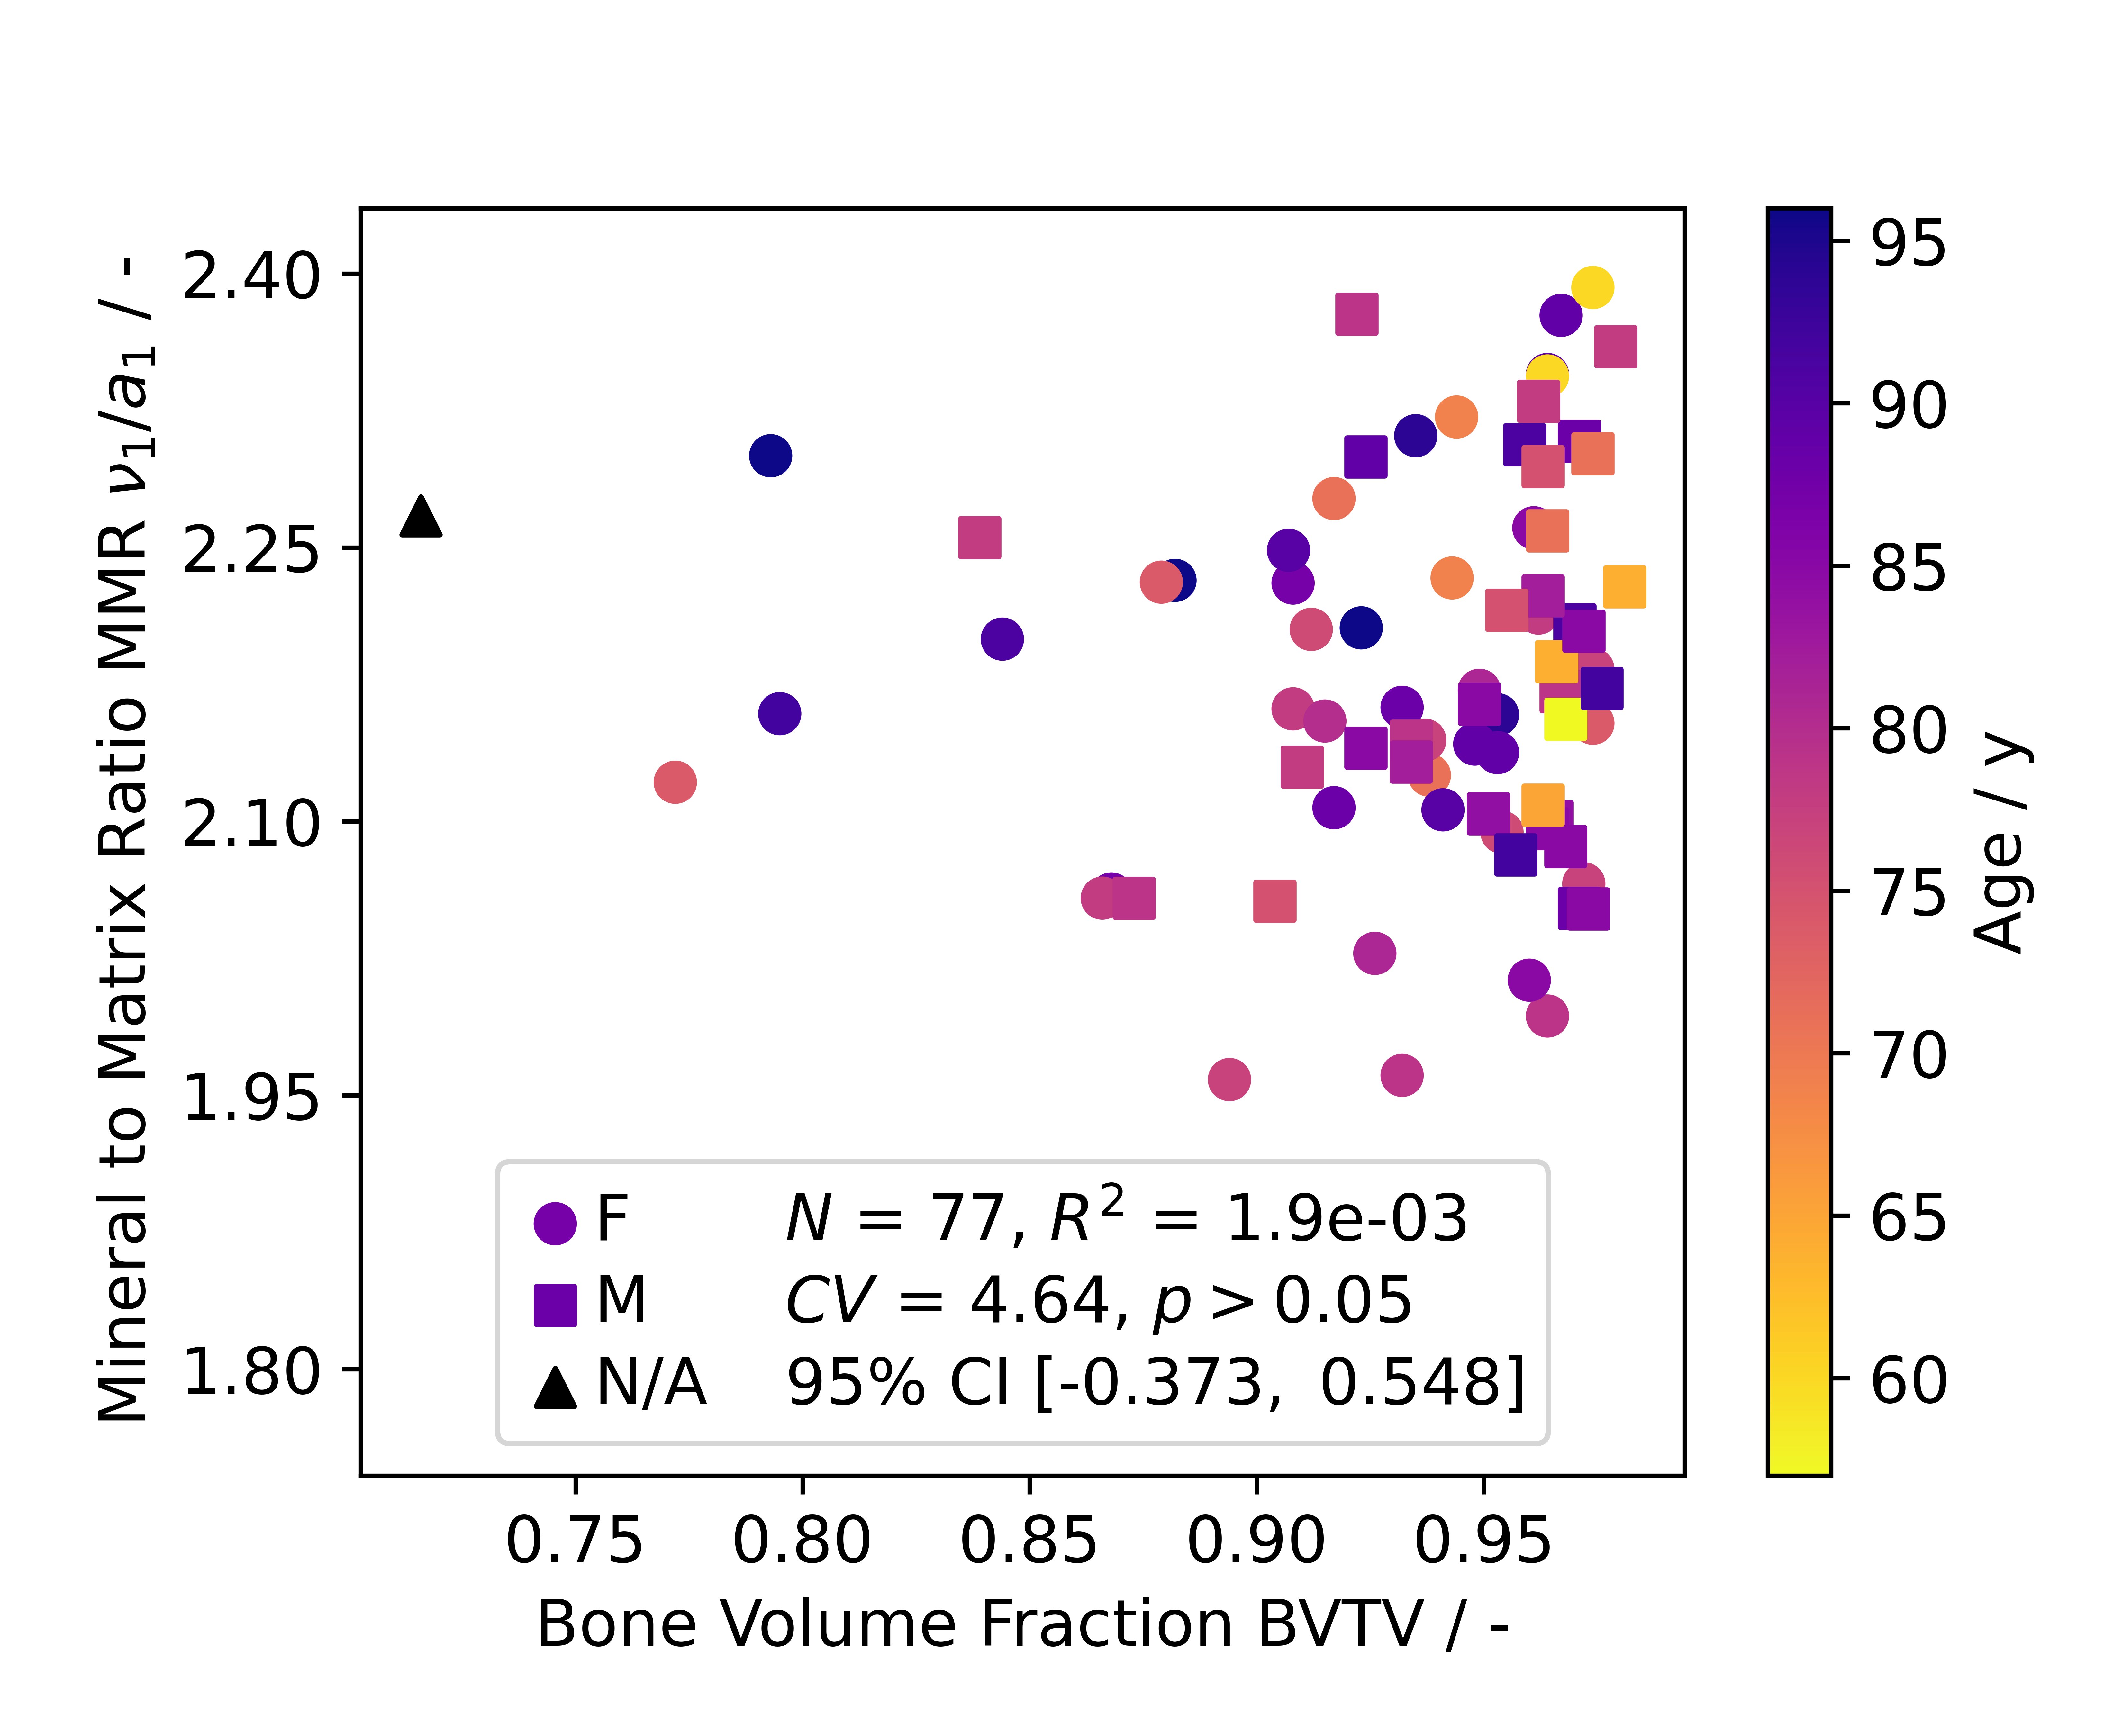 Mineral to Matrix Ratio MMR ν₁/a₁ / -
2.40
2.25
2.10
1.95
1.80
F N = 77, R² = 1.9e-03
M CV = 4.64, p > 0.05
N/A 95% CI [-0.373, 0.548]
0.75 0.80 0.85 0.90 0.95
Bone Volume Fraction BVTV / -
95
90
85
80
75
70
65
60
Age / y